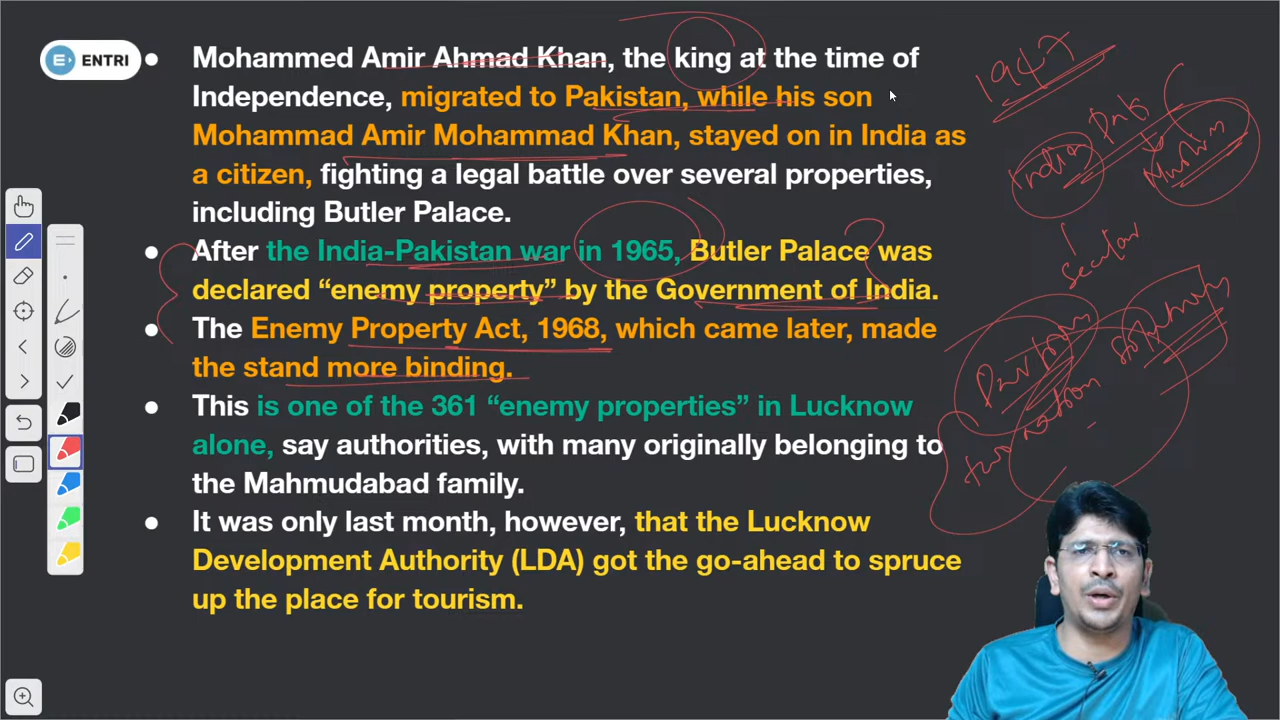 ENTRI
Mohammed Amir Ahmad Khan, the king at the time of
Independence, migrated to Pakistan, while his son
Mohammad Amir Mohammad Khan, stayed on in India as
a citizen, fighting a legal battle over several properties,
including Butler Palace.
After the India-Pakistan war in 1965, Butler Palace was
declared “enemy property” by the Government of India.
The Enemy Property Act, 1968, which came later, made
the stand more binding.
This is one of the 361 “enemy properties” in Lucknow
alone, say authorities, with many originally belonging to
the Mahmudabad family.
It was only last month, however, that the Lucknow
Development Authority (LDA) got the go-ahead to spruce
up the place for tourism.
1947
India Pak
Muslim
secular
Partition
two nation